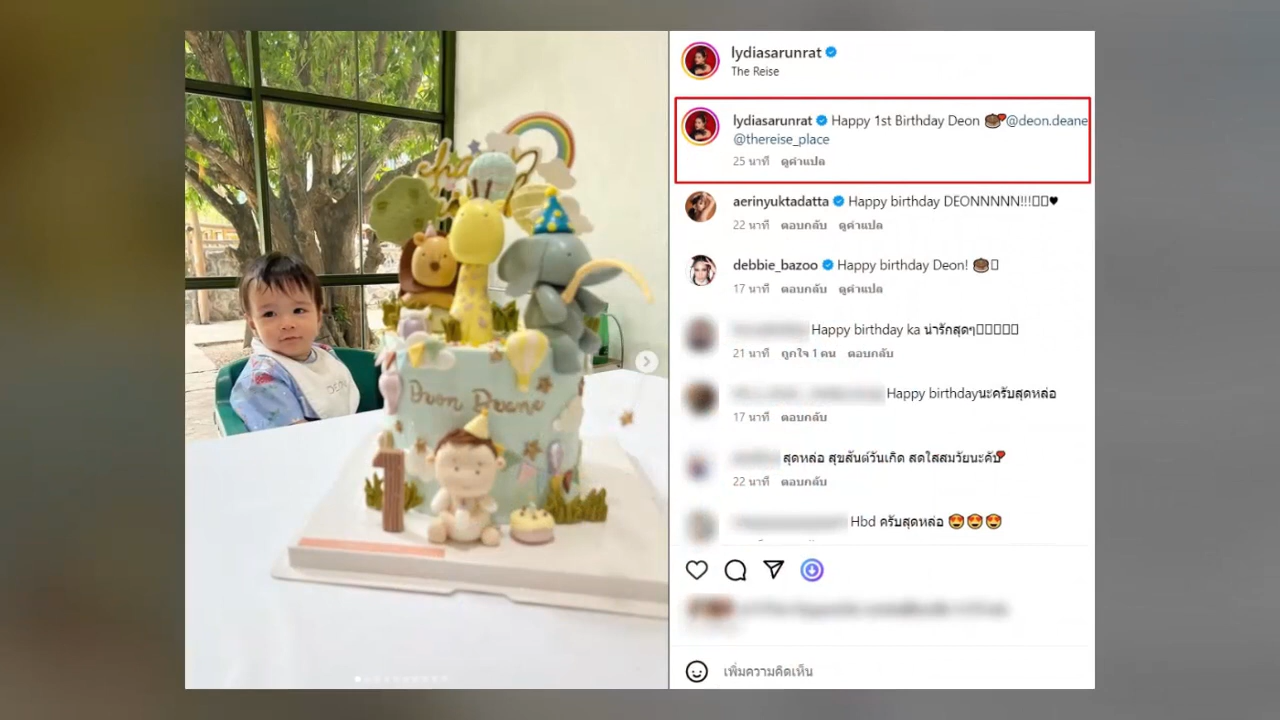 lydiasarunrat
The Reise
lydiasarunrat Happy 1st Birthday Deon @deon.deane
@thereise_place
25 นาที ดูคำแปล
aerinyuktadatta Happy birthday DEONNNNN!!!
22 นาที ตอบกลับ ดูคำแปล
debbie_bazoo Happy birthday Deon!
17 นาที ตอบกลับ ดูคำแปล
Happy birthday ka น่ารักสุดๆ
21 นาที ถูกใจ 1 คน ตอบกลับ
Happy birthdayนะครับสุดหล่อ
17 นาที ตอบกลับ
สุดหล่อ สุขสันต์วันเกิด สดใสสมวัยนะคับ
22 นาที ตอบกลับ
Hbd ครับสุดหล่อ
เพิ่มความคิดเห็น
DEON
Deon Deane
1